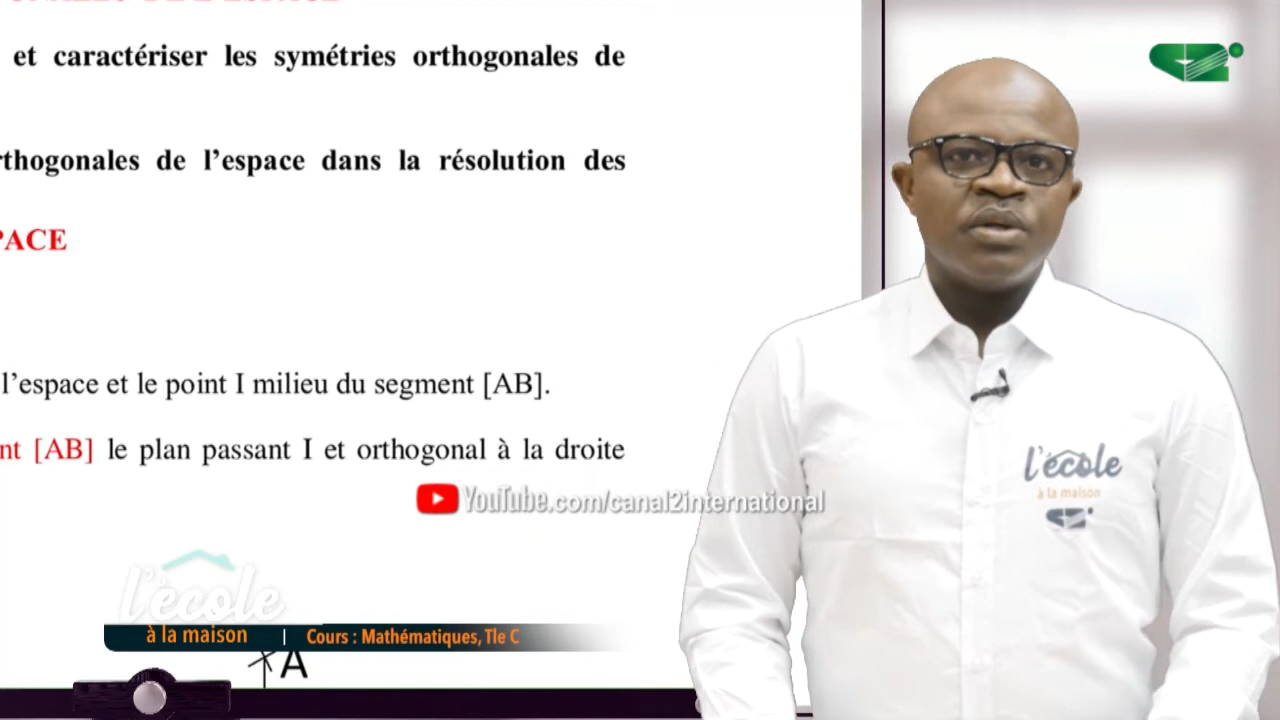 et caractériser les symétries orthogonales de
rthogonales de l'espace dans la résolution des
PACE
l'espace et le point I milieu du segment [AB].
nt [AB] le plan passant I et orthogonal à la droite
YouTube.com/canal2international
l'école
à la maison
l'école
à la maison | Cours : Mathématiques, Tle C
A